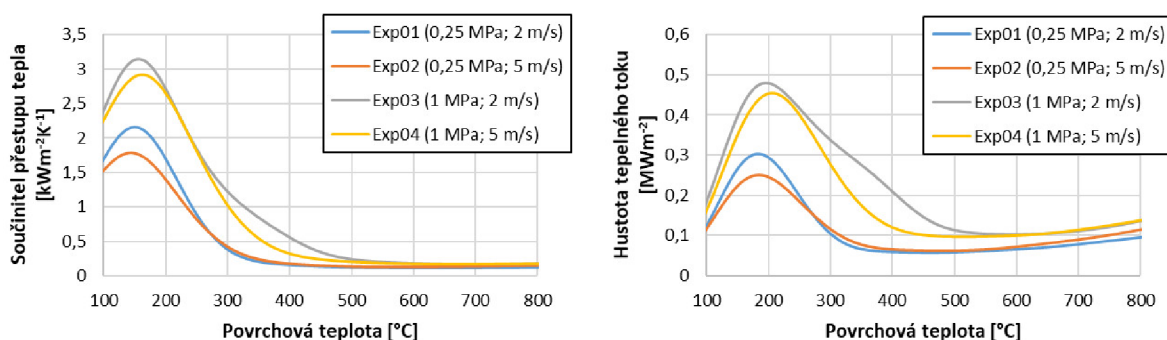 Součinitel přestupu tepla
[kWm⁻²K⁻¹]
3,5
3
2,5
2
1,5
1
0,5
0
100 200 300 400 500 600 700 800
Povrchová teplota [°C]
Exp01 (0,25 MPa; 2 m/s)
Exp02 (0,25 MPa; 5 m/s)
Exp03 (1 MPa; 2 m/s)
Exp04 (1 MPa; 5 m/s)
Hustota tepelného toku
[MWm⁻²]
0,6
0,5
0,4
0,3
0,2
0,1
0
100 200 300 400 500 600 700 800
Povrchová teplota [°C]
Exp01 (0,25 MPa; 2 m/s)
Exp02 (0,25 MPa; 5 m/s)
Exp03 (1 MPa; 2 m/s)
Exp04 (1 MPa; 5 m/s)